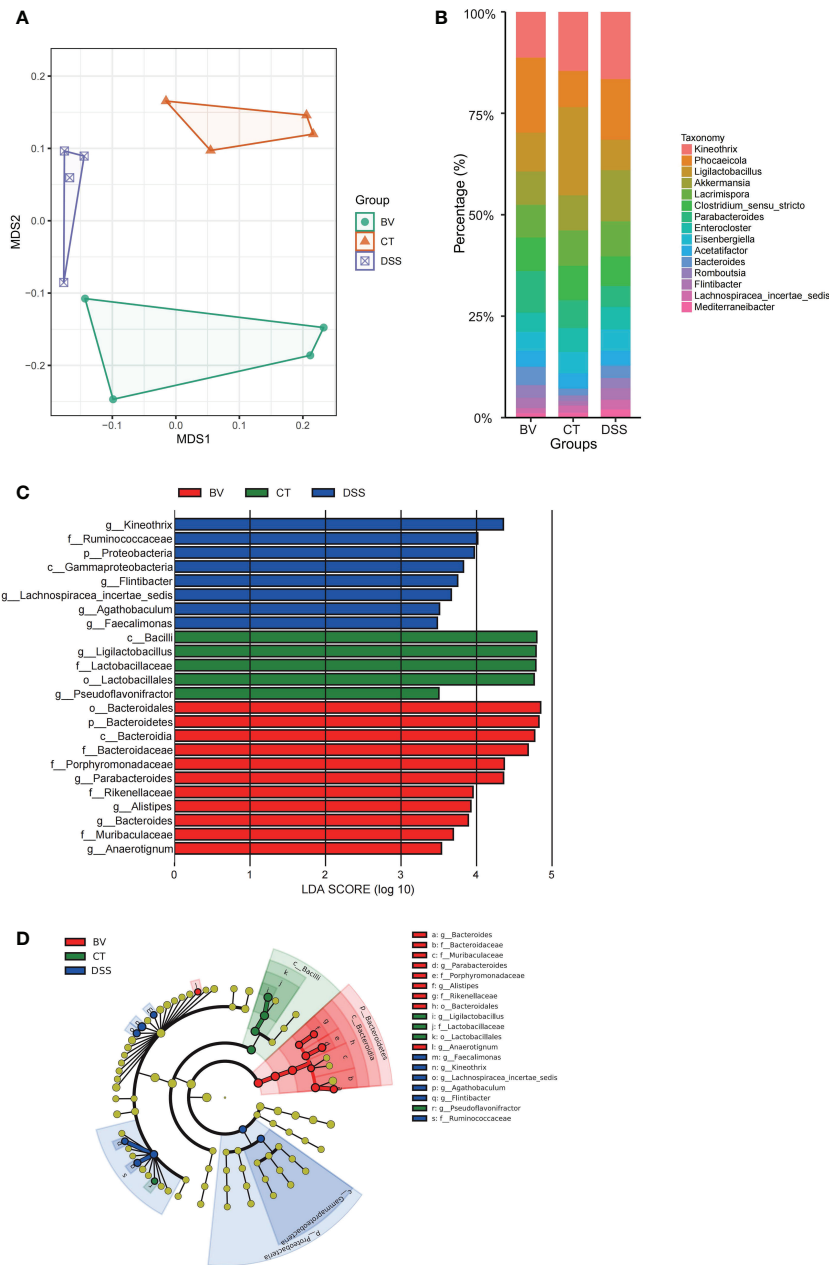 A
0.2
0.1
0.0
−0.1
−0.2
MDS2
−0.1
0.0
0.1
0.2
MDS1
Group
BV
CT
DSS
B
100%
75%
50%
25%
0%
Percentage (%)
BV
CT
DSS
Groups
Taxonomy
Kineothrix
Phocaeicola
Ligilactobacillus
Akkermansia
Lacrimispora
Clostridium_sensu_stricto
Parabacteroides
Enterocloster
Eisenbergiella
Acetatifactor
Bacteroides
Romboutsia
Flintibacter
Lachnospiracea_incertae_sedis
Mediterraneibacter
C
BV CT DSS
g__Kineothrix
f__Ruminococcaceae
p__Proteobacteria
c__Gammaproteobacteria
g__Flintibacter
g__Lachnospiracea_incertae_sedis
g__Agathobaculum
g__Faecalimonas
c__Bacilli
g__Ligilactobacillus
f__Lactobacillaceae
o__Lactobacillales
g__Pseudoflavonifractor
o__Bacteroidales
p__Bacteroidetes
c__Bacteroidia
f__Bacteroidaceae
f__Porphyromonadaceae
g__Parabacteroides
f__Rikenellaceae
g__Alistipes
g__Bacteroides
f__Muribaculaceae
g__Anaerotignum
0 1 2 3 4 5
LDA SCORE (log 10)
D
BV
CT
DSS
c__Bacilli
k
j
p__Bacteroidetes
c__Bacteroidia
h
g
e
c
b
s
c__Gammaproteobacteria
p__Proteobacteria
a: g__Bacteroides
b: f__Bacteroidaceae
c: f__Muribaculaceae
d: g__Parabacteroides
e: f__Porphyromonadaceae
f: g__Alistipes
g: f__Rikenellaceae
h: o__Bacteroidales
i: g__Ligilactobacillus
j: f__Lactobacillaceae
k: o__Lactobacillales
l: g__Anaerotignum
m: g__Faecalimonas
n: g__Kineothrix
o: g__Lachnospiracea_incertae_sedis
p: g__Agathobaculum
q: g__Flintibacter
r: g__Pseudoflavonifractor
s: f__Ruminococcaceae